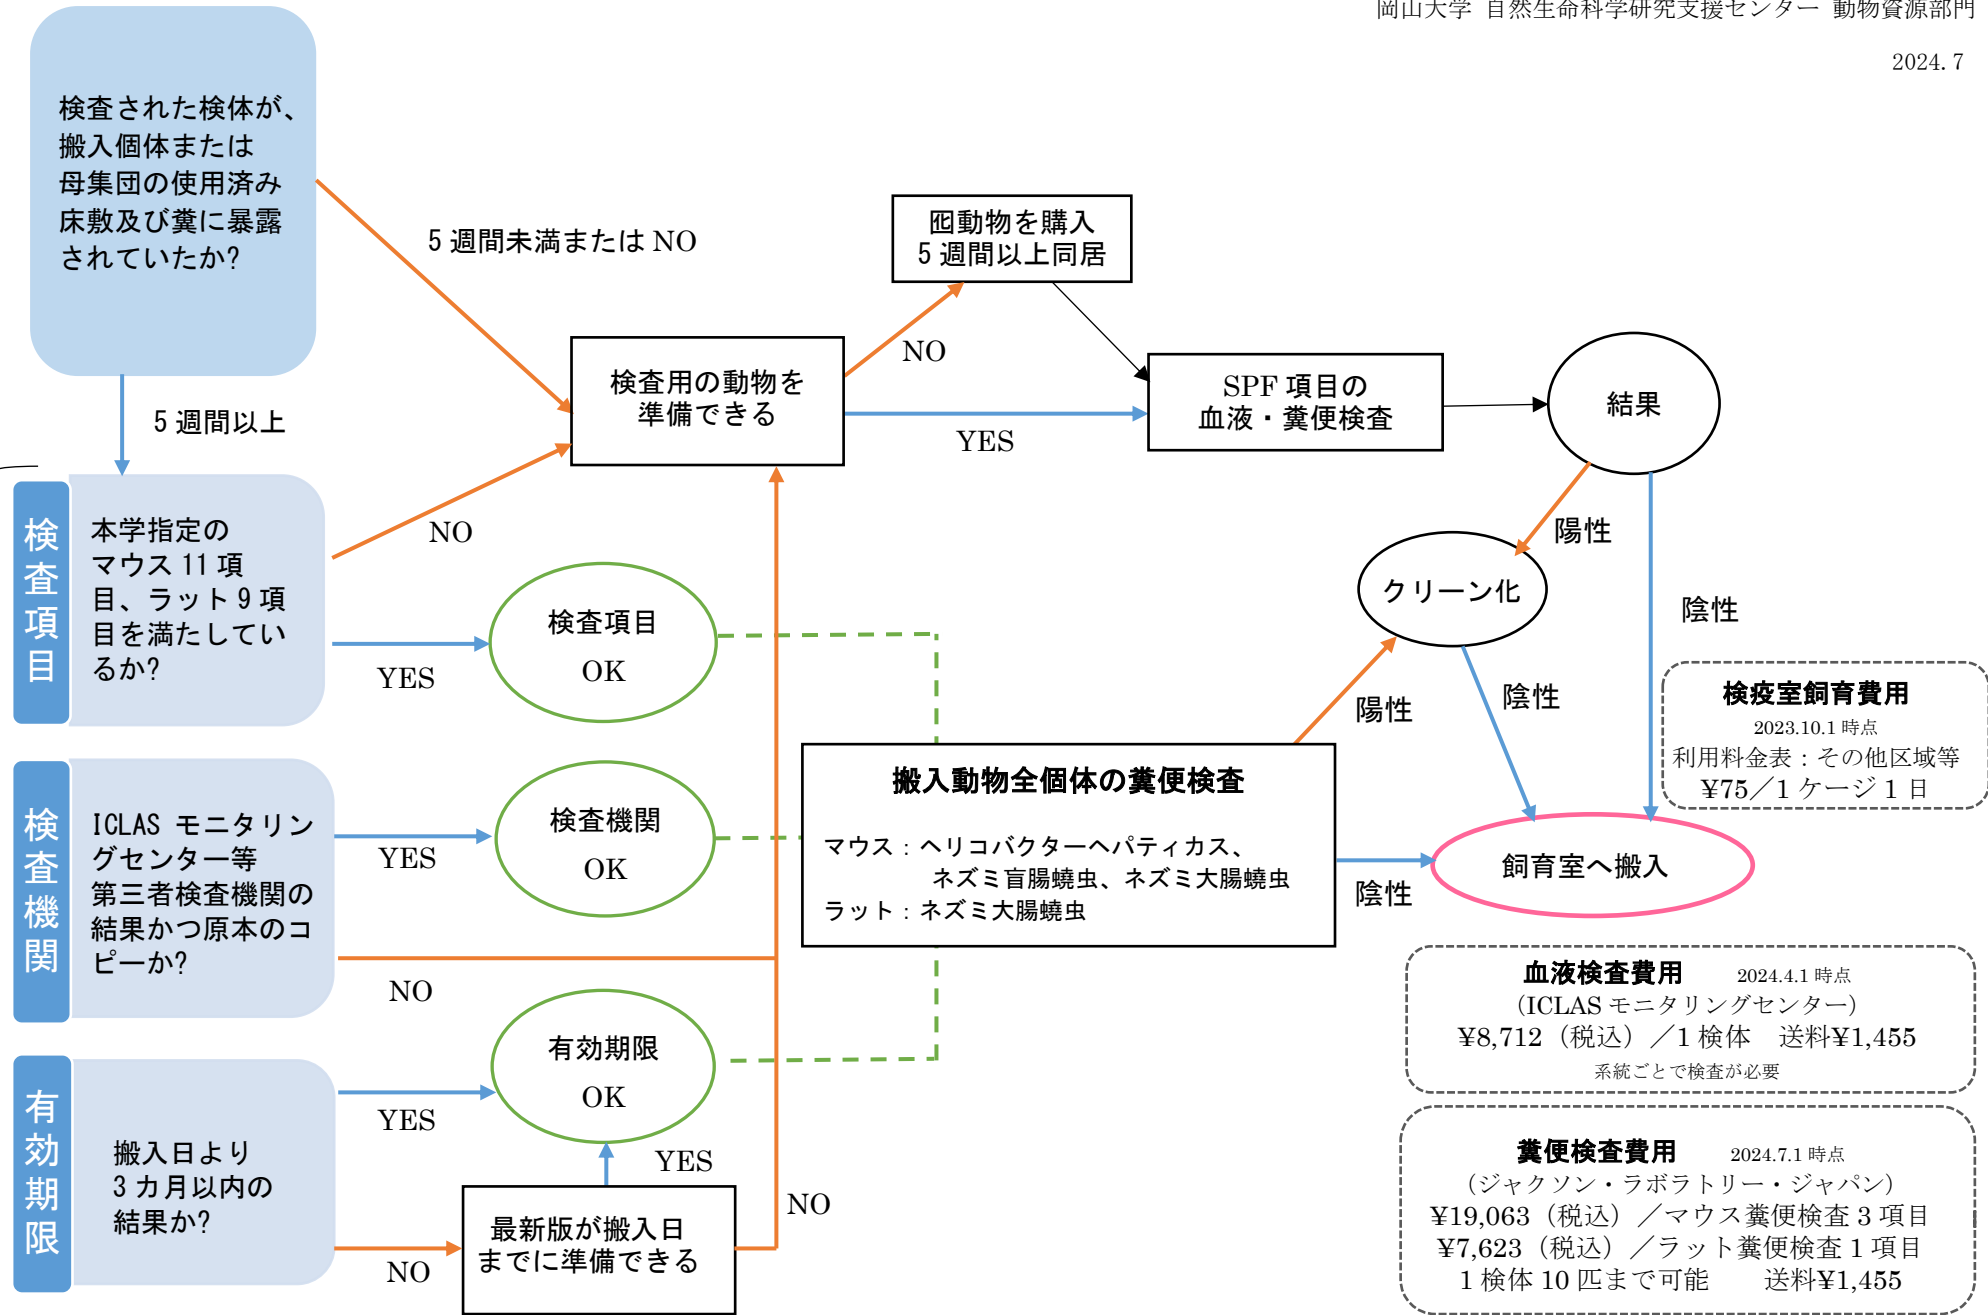 岡山大学 自然生命科学研究支援センター 動物資源部門
2024.7
検査された検体が、
搬入個体または
母集団の使用済み
床敷及び糞に暴露
されていたか?
5 週間未満または NO
5 週間以上
囮動物を購入
5 週間以上同居
検査用の動物を
準備できる
NO
YES
SPF 項目の
血液・糞便検査
結果
陽性
陰性
クリーン化
陽性
陰性
検査項目
本学指定の
マウス 11 項
目、ラット 9 項
目を満たしてい
るか?
NO
YES
検査項目
OK
検査機関
ICLAS モニタリン
グセンター等
第三者検査機関の
結果かつ原本のコ
ピーか?
YES
NO
検査機関
OK
有効期限
搬入日より
3 カ月以内の
結果か?
YES
NO
有効期限
OK
YES
最新版が搬入日
までに準備できる
NO
搬入動物全個体の糞便検査
マウス：ヘリコバクターヘパティカス、
ネズミ盲腸蟯虫、ネズミ大腸蟯虫
ラット：ネズミ大腸蟯虫
陰性
飼育室へ搬入
検疫室飼育費用
2023.10.1 時点
利用料金表：その他区域等
¥75／1 ケージ 1 日
血液検査費用 2024.4.1 時点
（ICLAS モニタリングセンター）
¥8,712（税込）／1 検体 送料¥1,455
系統ごとで検査が必要
糞便検査費用 2024.7.1 時点
（ジャクソン・ラボラトリー・ジャパン）
¥19,063（税込）／マウス糞便検査 3 項目
¥7,623（税込）／ラット糞便検査 1 項目
1 検体 10 匹まで可能 送料¥1,455